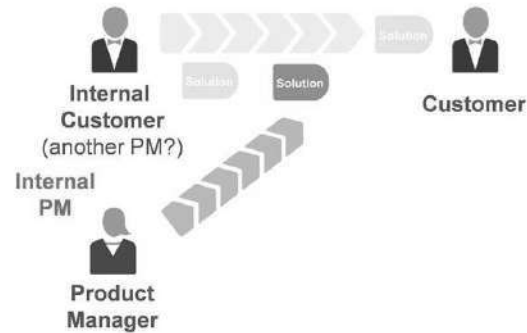 Solution
Solution
Solution
Internal
Customer
(another PM?)
Customer
Internal
PM
Product
Manager